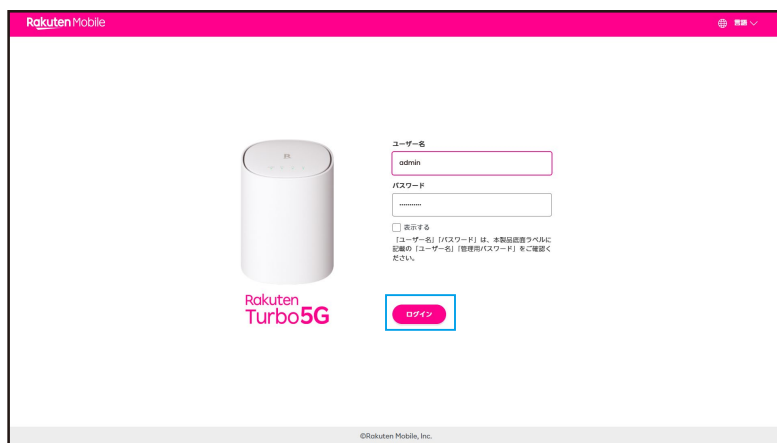 Rakuten Mobile
言語
ユーザー名
admin
パスワード
表示する
「ユーザー名」「パスワード」は、本製品底面ラベルに
記載の「ユーザー名」「管理用パスワード」をご確認く
ださい。
Rakuten
Turbo 5G
ログイン
©Rakuten Mobile, Inc.